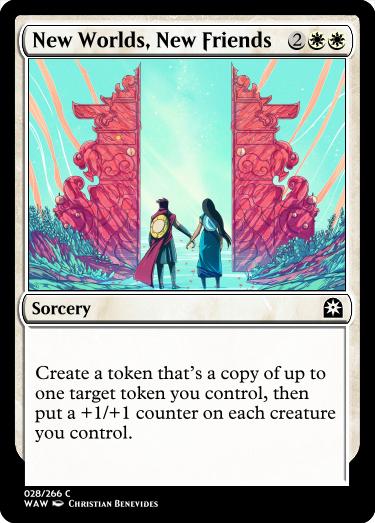 New Worlds, New Friends 2
Sorcery
Create a token that's a copy of up to
one target token you control, then
put a +1/+1 counter on each creature
you control.
028/266 C
WAW Christian Benevides